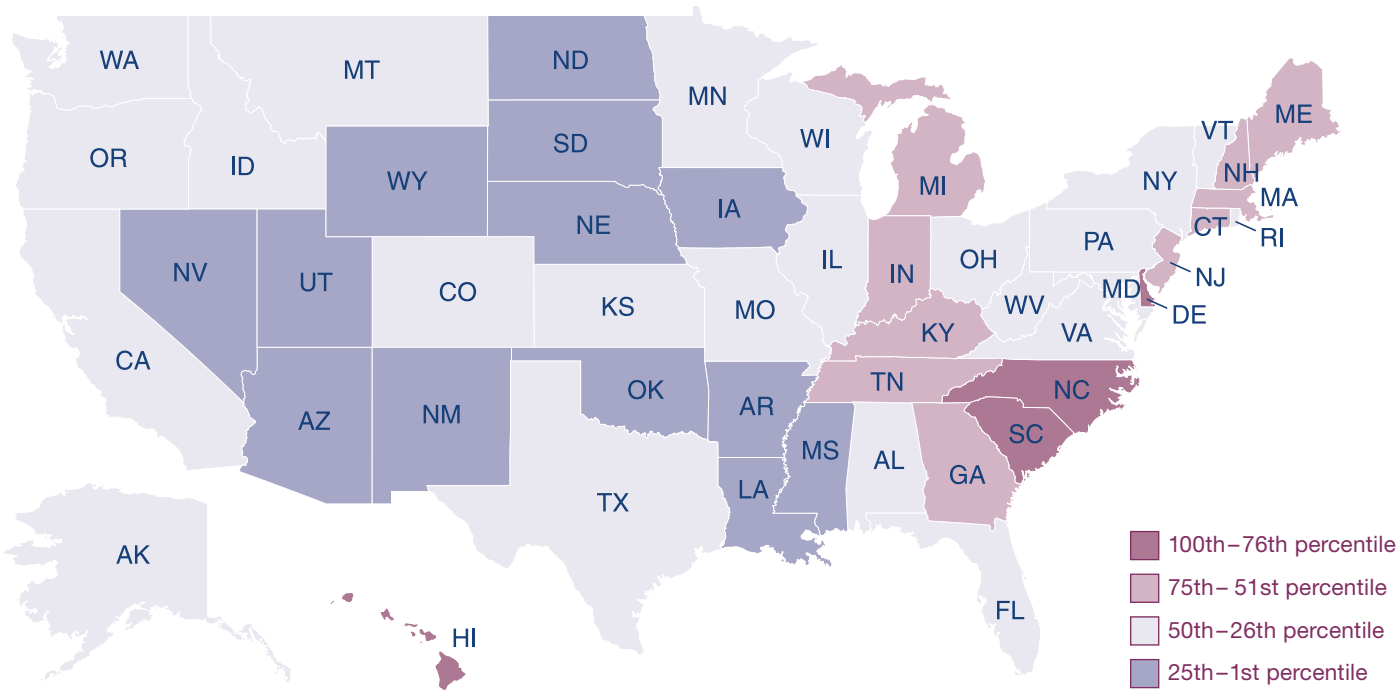 WA
MT
ND
MN
OR
ID
WY
SD
WI
MI
VT
ME
NH
NY
MA
CT
RI
NV
UT
CO
NE
IA
IL
IN
OH
PA
NJ
MD
DE
CA
KS
MO
KY
WV
VA
AZ
NM
OK
AR
TN
NC
SC
MS
AL
GA
LA
TX
AK
HI
FL
100th–76th percentile
75th– 51st percentile
50th–26th percentile
25th–1st percentile